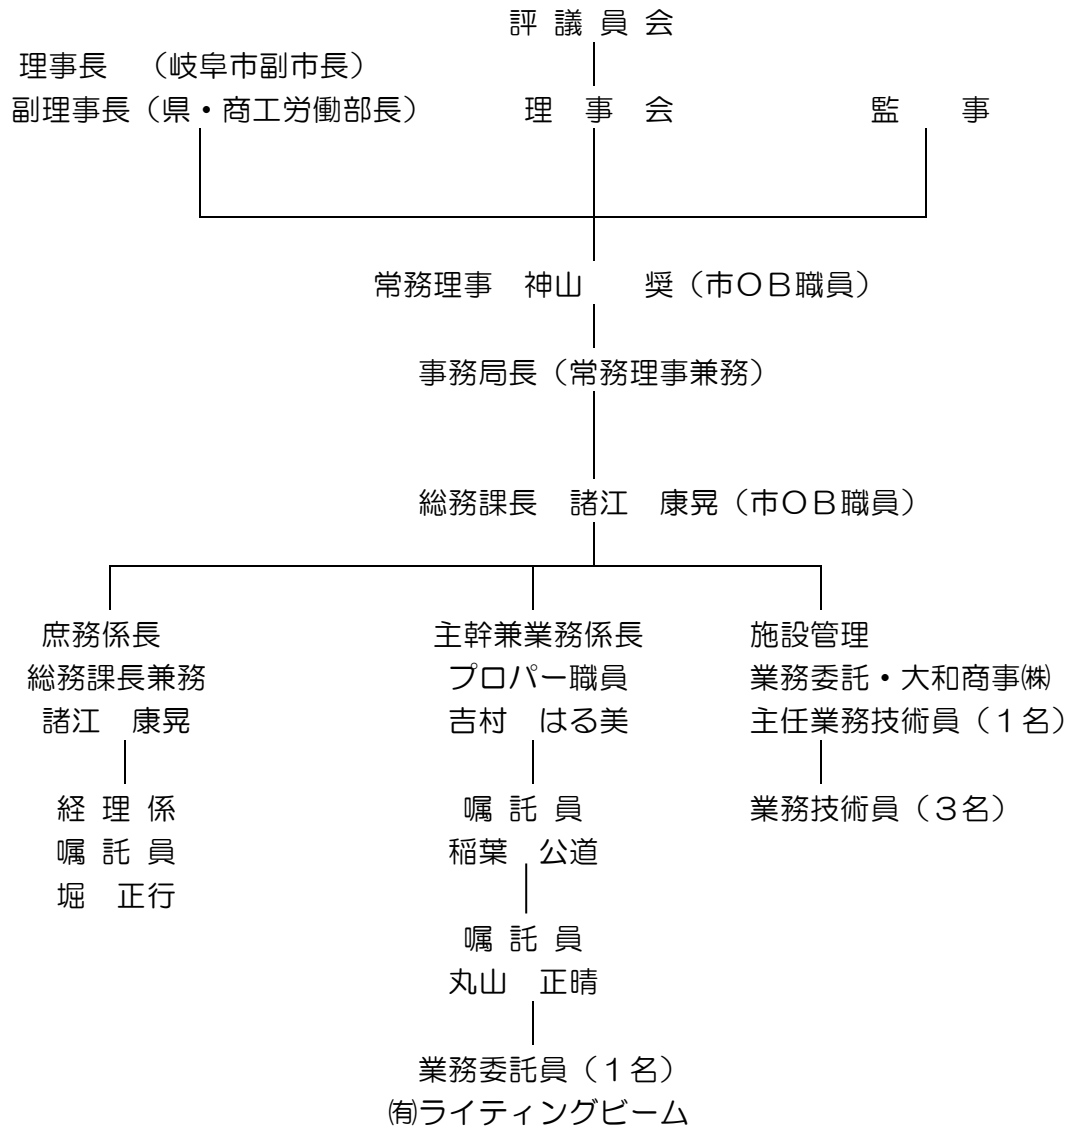 評 議 員 会
理事長 （岐阜市副市長）
副理事長（県・商工労働部長） 理 事 会 監 事
常務理事 神山 奨（市ＯＢ職員）
事務局長（常務理事兼務）
総務課長 諸江 康晃（市ＯＢ職員）
庶務係長 主幹兼業務係長 施設管理
総務課長兼務 プロパー職員 業務委託・大和商事㈱
諸江 康晃 吉村 はる美 主任業務技術員（１名）
経 理 係 嘱 託 員 業務技術員（３名）
嘱 託 員 稲葉 公道
堀 正行
嘱 託 員
丸山 正晴
業務委託員（１名）
㈲ライティングビーム